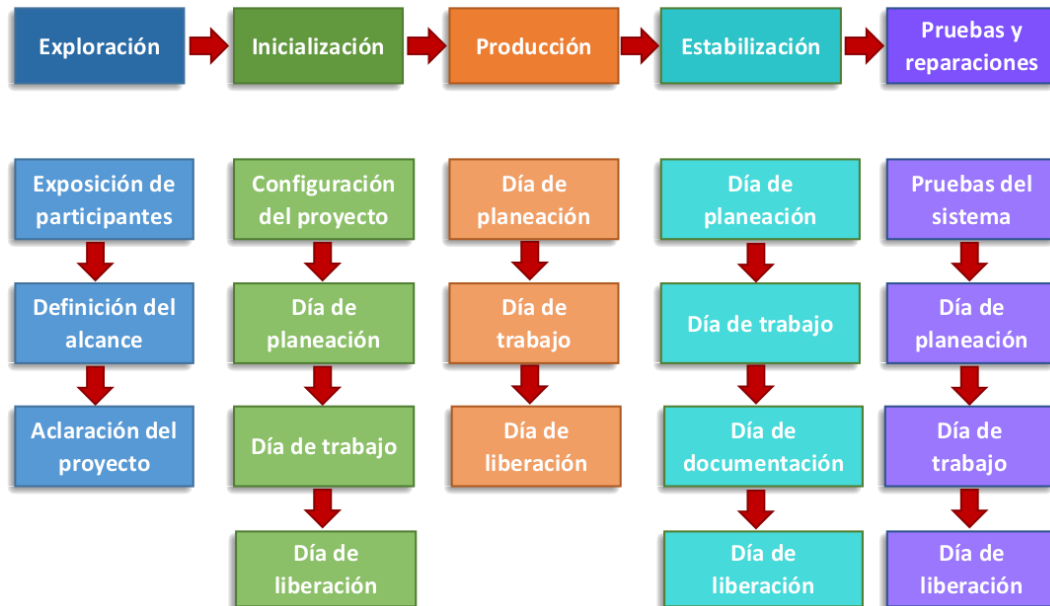 Exploración
Inicialización
Producción
Estabilización
Pruebas y
reparaciones
Exposición de
participantes
Definición del
alcance
Aclaración del
proyecto
Configuración
del proyecto
Día de
planeación
Día de trabajo
Día de
liberación
Día de
planeación
Día de
trabajo
Día de
liberación
Día de
planeación
Día de trabajo
Día de
documentación
Día de
liberación
Pruebas del
sistema
Día de
planeación
Día de
trabajo
Día de
liberación